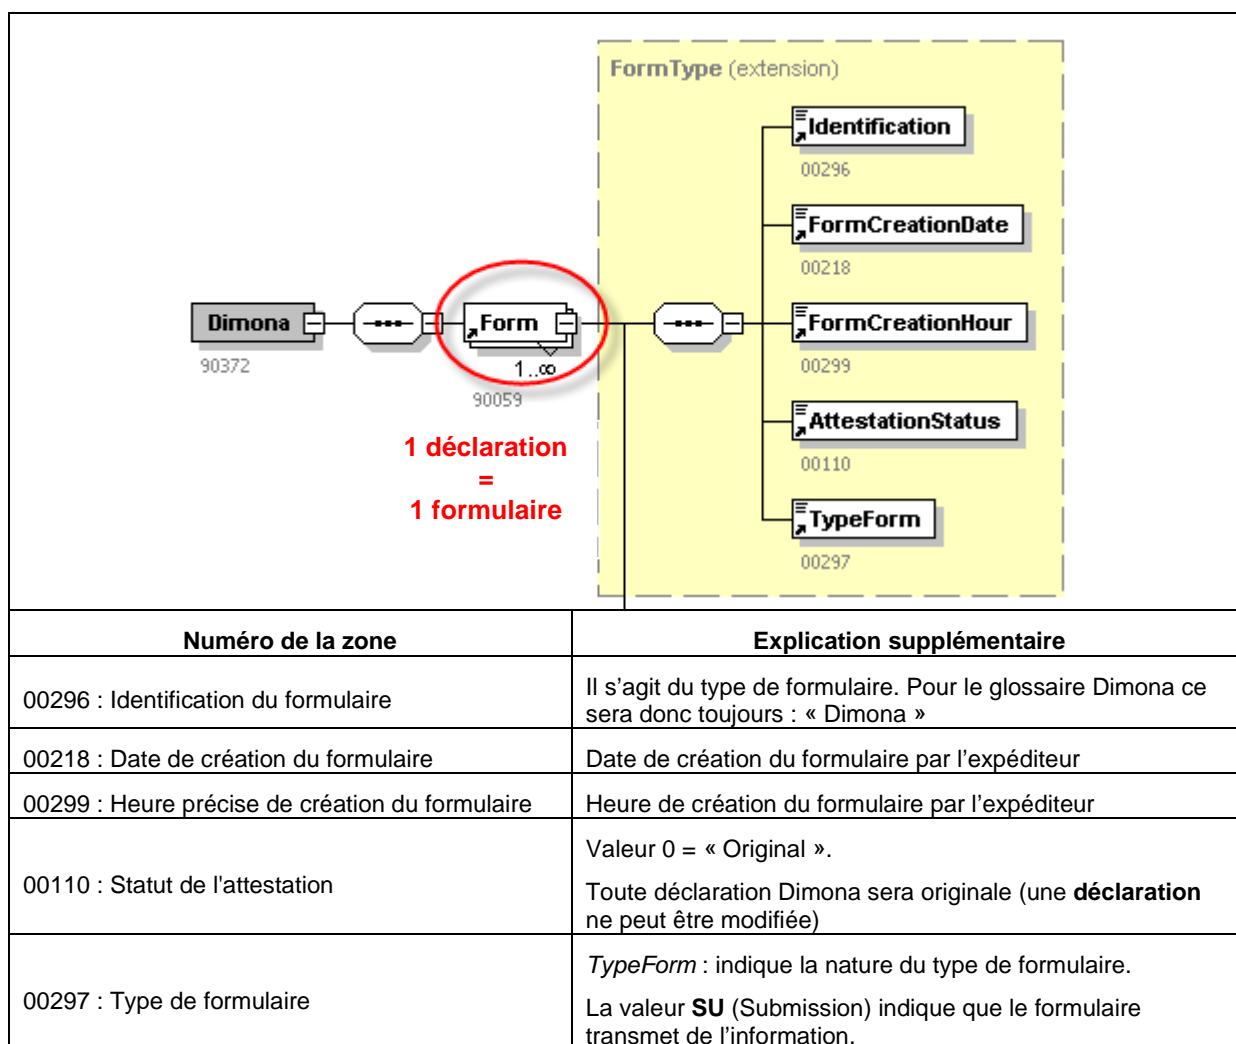 FormType (extension)
Identification
00296
FormCreationDate
00218
Dimona
90372
Form
1..∞
90059
FormCreationHour
00299
1 déclaration
=
1 formulaire
AttestationStatus
00110
TypeForm
00297
Numéro de la zone
Explication supplémentaire
00296 : Identification du formulaire
Il s’agit du type de formulaire. Pour le glossaire Dimona ce
sera donc toujours : « Dimona »
00218 : Date de création du formulaire
Date de création du formulaire par l’expéditeur
00299 : Heure précise de création du formulaire
Heure de création du formulaire par l’expéditeur
00110 : Statut de l'attestation
Valeur 0 = « Original ».
Toute déclaration Dimona sera originale (une déclaration
ne peut être modifiée)
00297 : Type de formulaire
TypeForm : indique la nature du type de formulaire.
La valeur SU (Submission) indique que le formulaire
transmet de l’information.